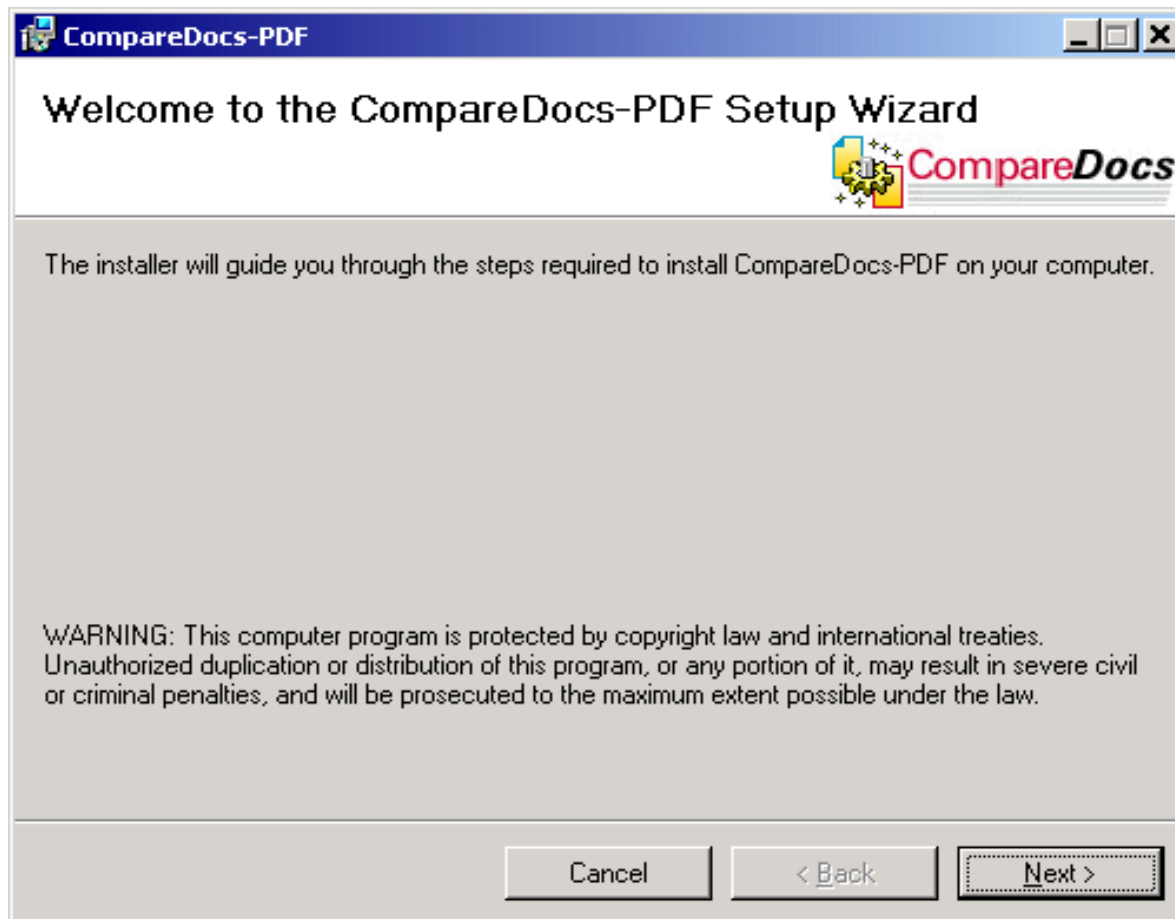 CompareDocs-PDF
Welcome to the CompareDocs-PDF Setup Wizard
CompareDocs
The installer will guide you through the steps required to install CompareDocs-PDF on your computer.
WARNING: This computer program is protected by copyright law and international treaties.
Unauthorized duplication or distribution of this program, or any portion of it, may result in severe civil
or criminal penalties, and will be prosecuted to the maximum extent possible under the law.
Cancel < Back Next >